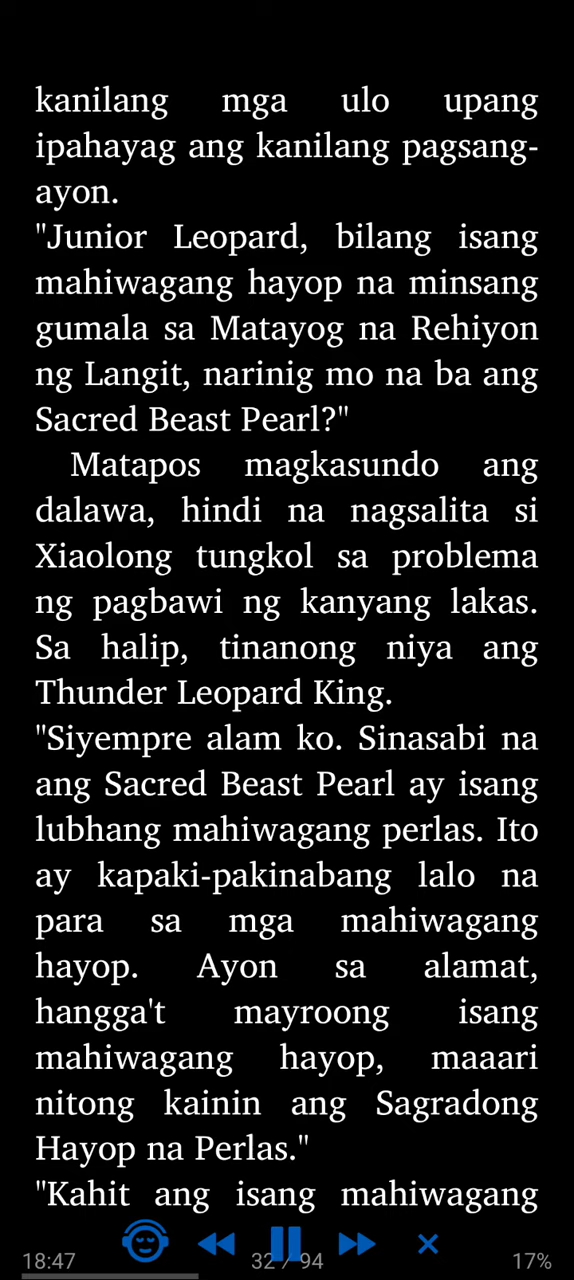 kanilang mga ulo upang
ipahayag ang kanilang pagsang-
ayon.
"Junior Leopard, bilang isang
mahiwagang hayop na minsang
gumala sa Matayog na Rehiyon
ng Langit, narinig mo na ba ang
Sacred Beast Pearl?"
Matapos magkasundo ang
dalawa, hindi na nagsalita si
Xiaolong tungkol sa problema
ng pagbawi ng kanyang lakas.
Sa halip, tinanong niya ang
Thunder Leopard King.
"Siyempre alam ko. Sinasabi na
ang Sacred Beast Pearl ay isang
lubhang mahiwagang perlas. Ito
ay kapaki-pakinabang lalo na
para sa mga mahiwagang
hayop. Ayon sa alamat,
hangga't mayroong isang
mahiwagang hayop, maaari
nitong kainin ang Sagradong
Hayop na Perlas."
"Kahit ang isang mahiwagang
18:47 32 / 94 17%